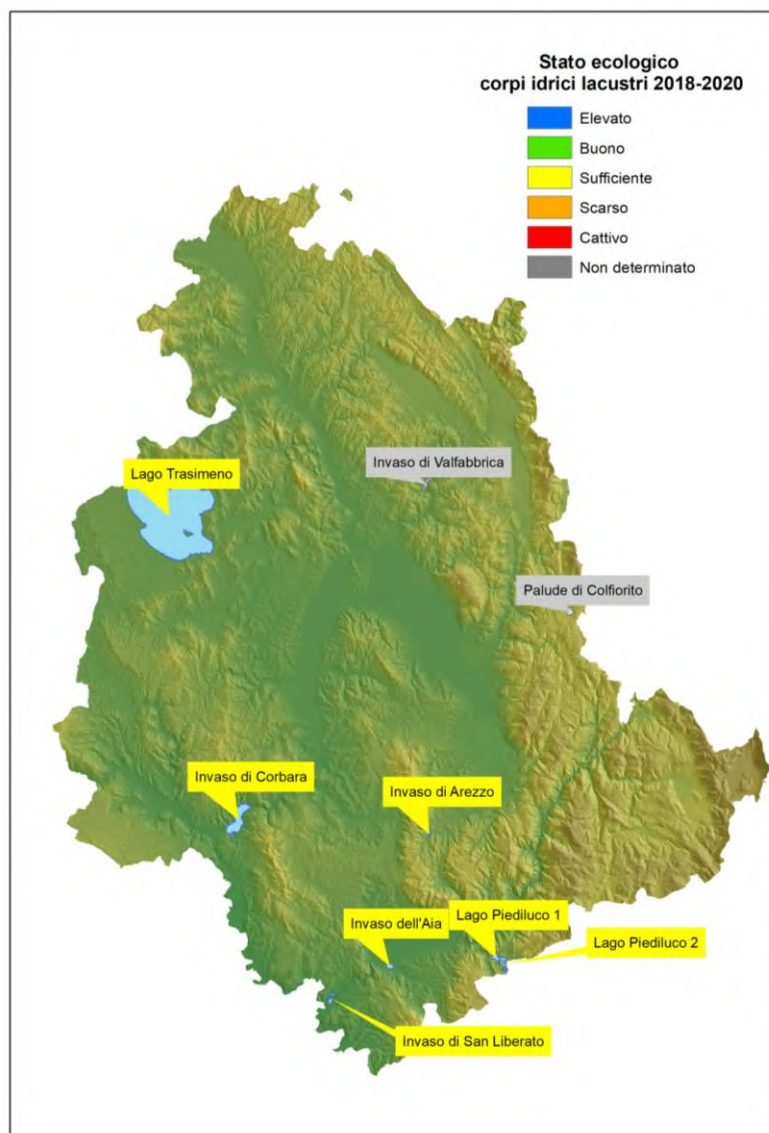 Stato ecologico
corpi idrici lacustri 2018-2020
Elevato
Buono
Sufficiente
Scarso
Cattivo
Non determinato
Lago Trasimeno
Invaso di Valfabbrica
Palude di Colfiorito
Invaso di Corbara
Invaso di Arezzo
Invaso dell'Aia
Lago Piediluco 1
Lago Piediluco 2
Invaso di San Liberato